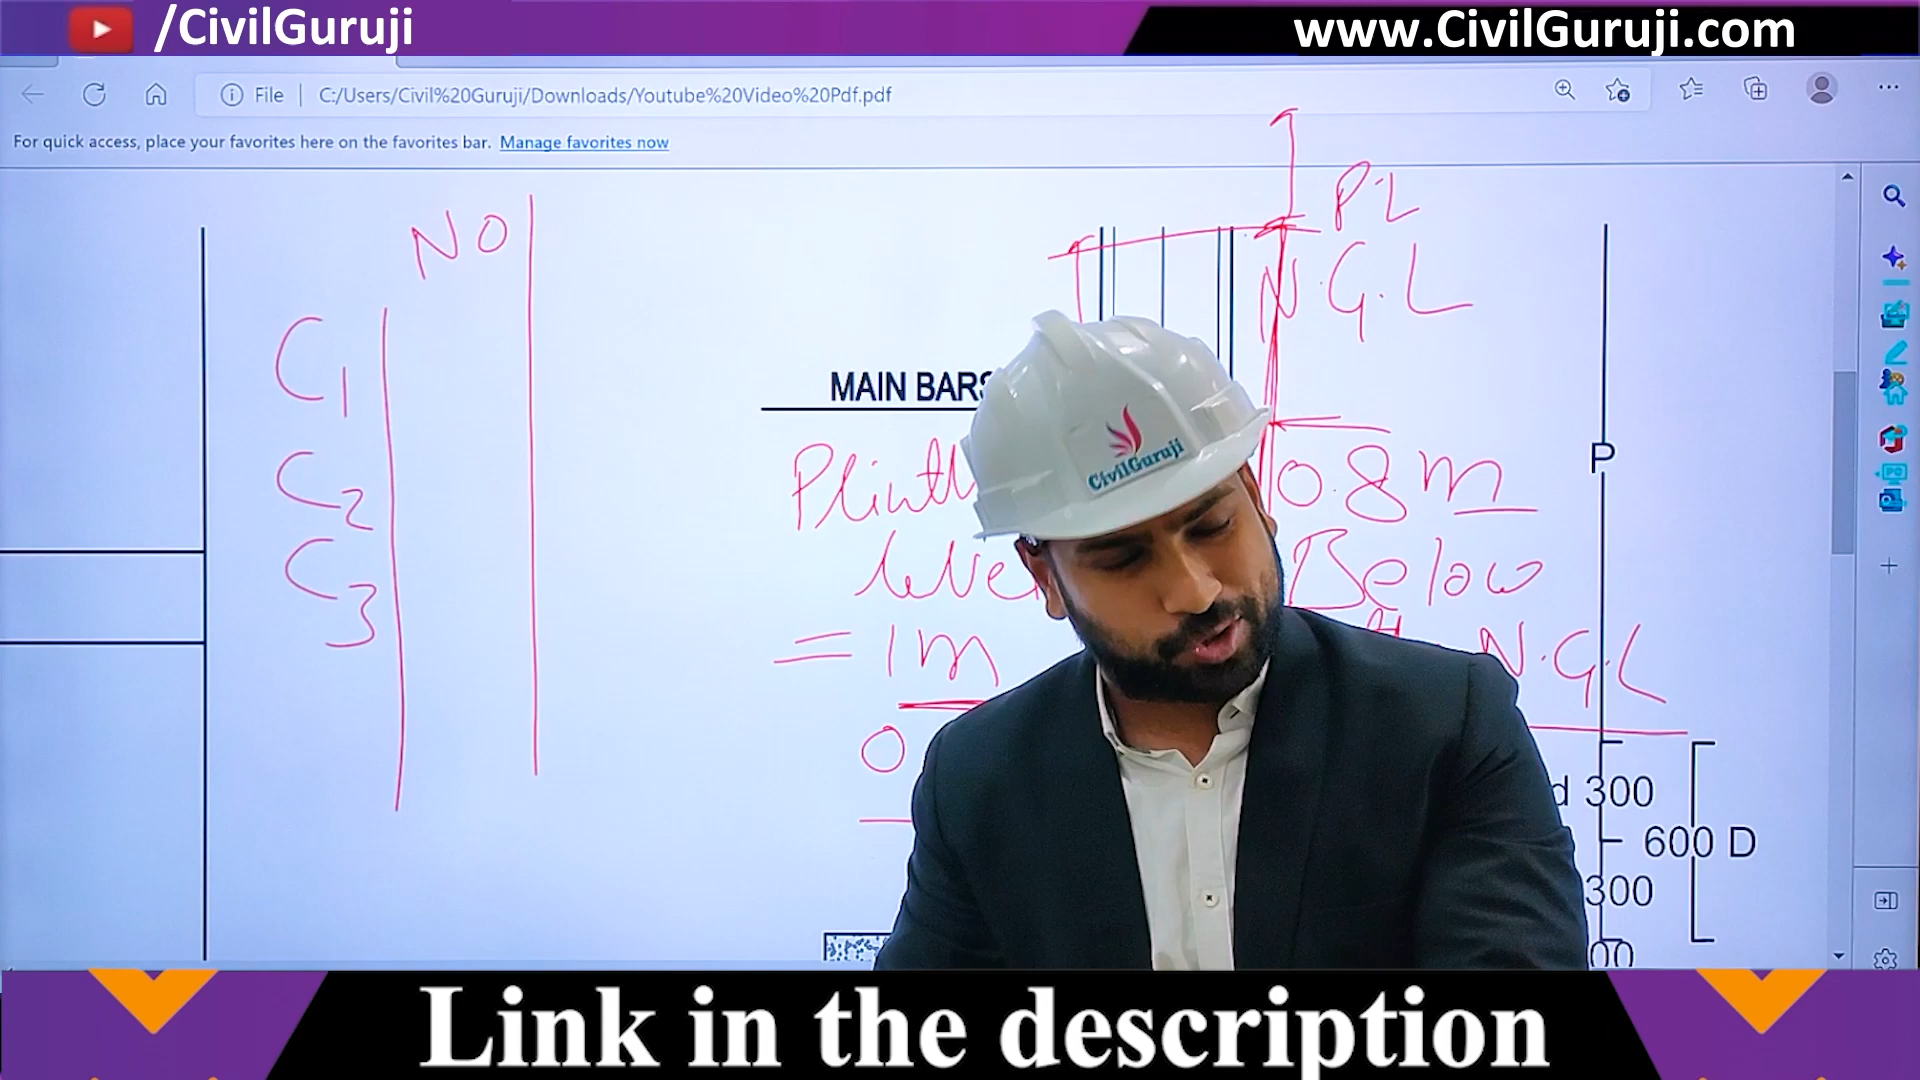 /CivilGuruji
www.CivilGuruji.com
File
C:/Users/Civil%20Guruji/Downloads/Youtube%20Video%20Pdf.pdf
For quick access, place your favorites here on the favorites bar. Manage favorites now
NO
P.L
N.G.L
C1
C2
C3
MAIN BARS
CivilGuruji
P
0.8m
Below
= 1m
N.G.L
0
d 300
600 D
300
00
Link in the description